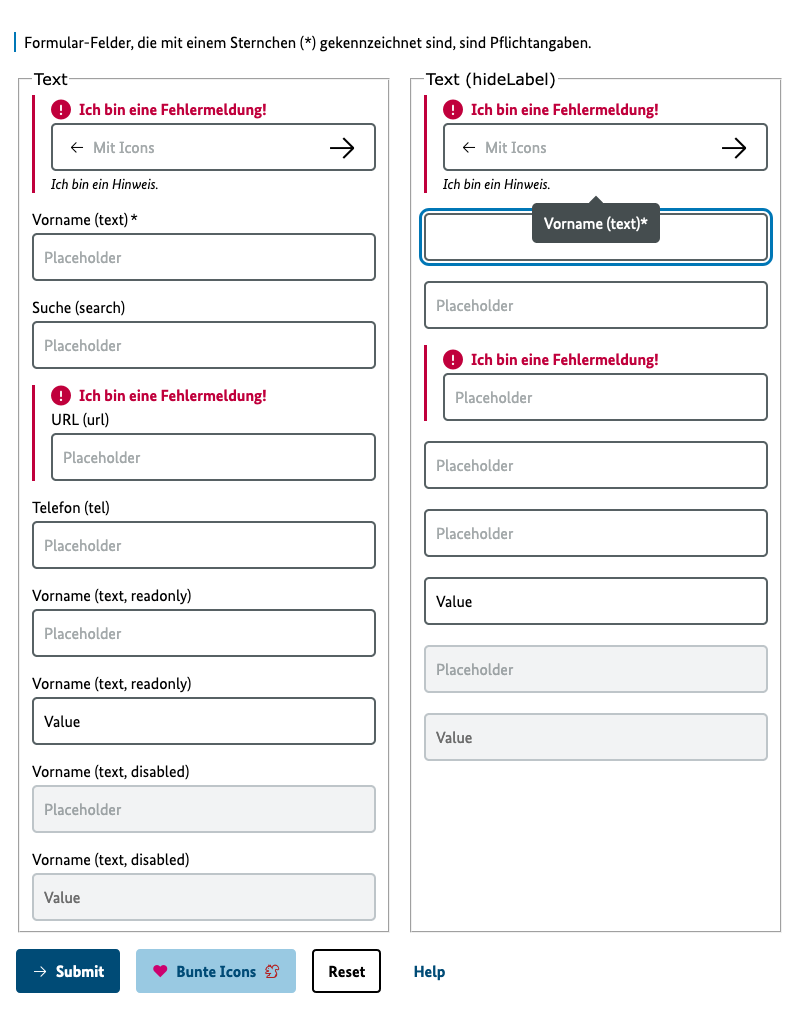 Formular-Felder, die mit einem Sternchen (*) gekennzeichnet sind, sind Pflichtangaben.
Text
Ich bin eine Fehlermeldung!
Mit Icons
Ich bin ein Hinweis.
Vorname (text)*
Placeholder
Suche (search)
Placeholder
Ich bin eine Fehlermeldung!
URL (url)
Placeholder
Telefon (tel)
Placeholder
Vorname (text, readonly)
Placeholder
Vorname (text, readonly)
Value
Vorname (text, disabled)
Placeholder
Vorname (text, disabled)
Value
Text (hideLabel)
Ich bin eine Fehlermeldung!
Mit Icons
Ich bin ein Hinweis.
Vorname (text)*
Placeholder
Ich bin eine Fehlermeldung!
Placeholder
Placeholder
Placeholder
Value
Placeholder
Value
Submit
Bunte Icons
Reset
Help